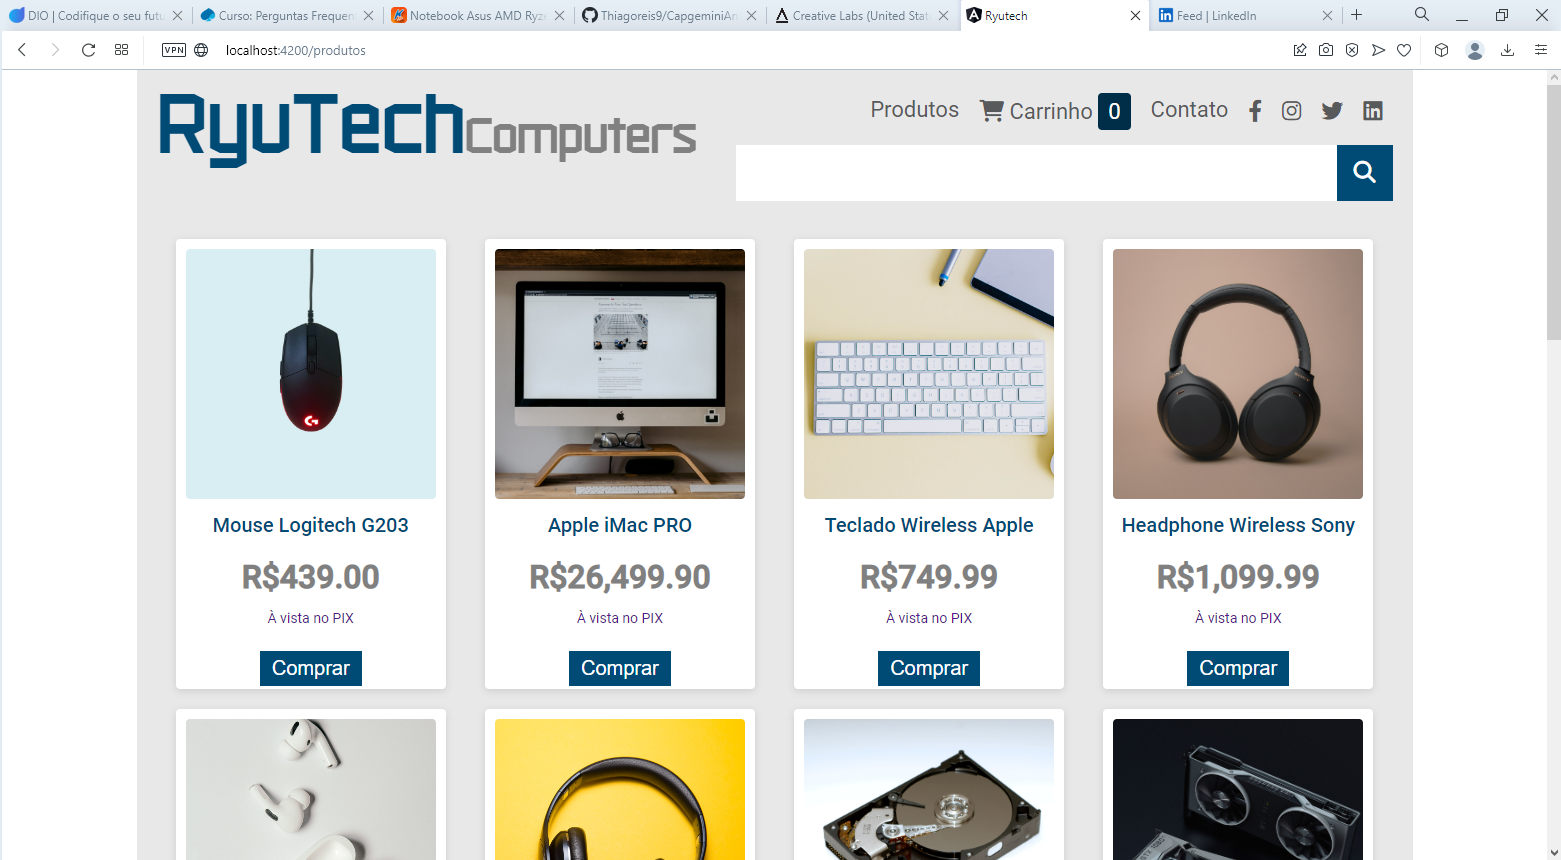 DIO | Codifique o seu futu
Curso: Perguntas Frequen
Notebook Asus AMD Ryze
Thiagoreis9/CapgeminiAn
Creative Labs (United Stat
Ryutech
Feed | LinkedIn
VPN
localhost:4200/produtos
RyuTech Computers
Produtos
Carrinho 0
Contato
Mouse Logitech G203
Apple iMac PRO
Teclado Wireless Apple
Headphone Wireless Sony
R$439.00
R$26,499.90
R$749.99
R$1,099.99
À vista no PIX
À vista no PIX
À vista no PIX
À vista no PIX
Comprar
Comprar
Comprar
Comprar